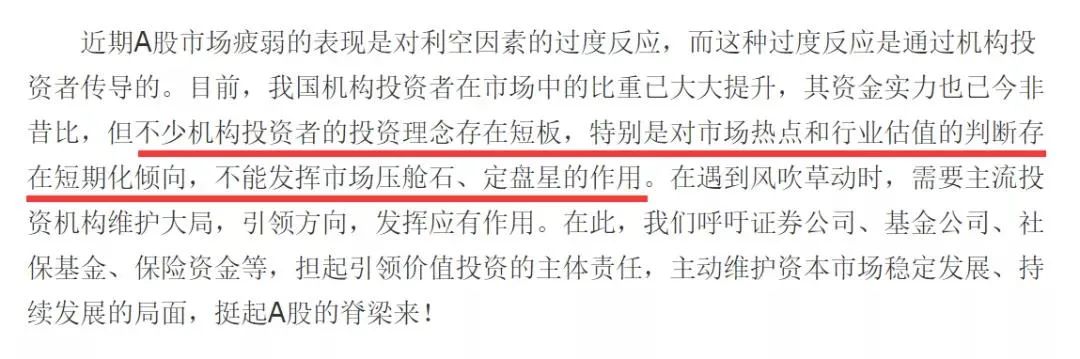 近期A股市场疲弱的表现是对利空因素的过度反应，而这种过度反应是通过机构投
资者传导的。目前，我国机构投资者在市场中的比重已大大提升，其资金实力也已今非
昔比，但不少机构投资者的投资理念存在短板，特别是对市场热点和行业估值的判断存
在短期化倾向，不能发挥市场压舱石、定盘星的作用。在遇到风吹草动时，需要主流投
资机构维护大局，引领方向，发挥应有作用。在此，我们呼吁证券公司、基金公司、社
保基金、保险资金等，担起引领价值投资的主体责任，主动维护资本市场稳定发展、持
续发展的局面，挺起A股的脊梁来！